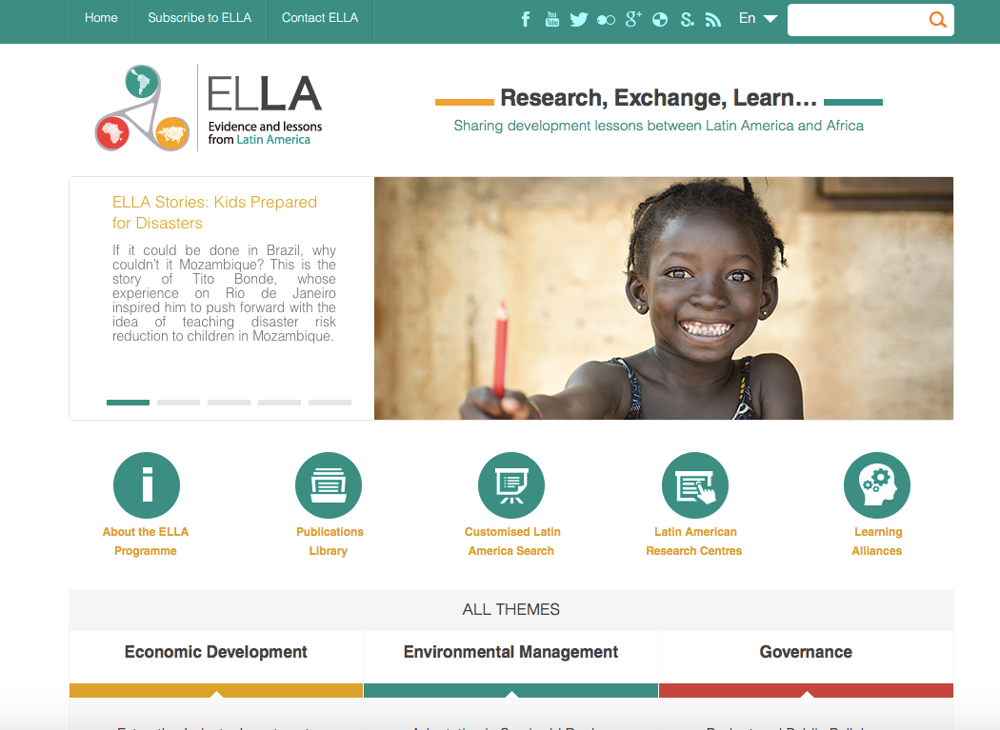 Home Subscribe to ELLA Contact ELLA En
ELLA
Evidence and lessons
from Latin America
Research, Exchange, Learn...
Sharing development lessons between Latin America and Africa
ELLA Stories: Kids Prepared
for Disasters
If it could be done in Brazil, why
couldn't it Mozambique? This is the
story of Tito Bonde, whose
experience on Rio de Janeiro
inspired him to push forward with the
idea of teaching disaster risk
reduction to children in Mozambique.
About the ELLA
Programme
Publications
Library
Customised Latin
America Search
Latin American
Research Centres
Learning
Alliances
ALL THEMES
Economic Development
Environmental Management
Governance